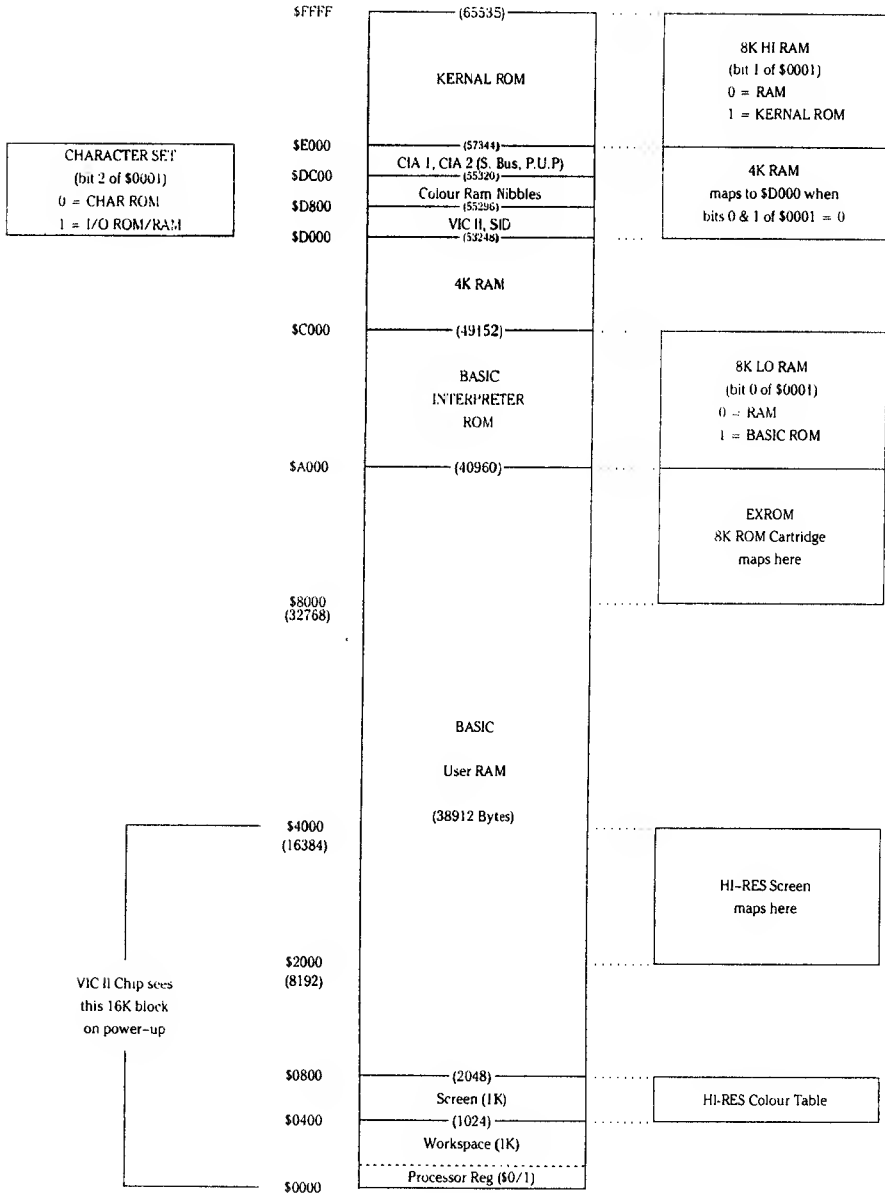 $FFFF
(65535)
KERNAL ROM
8K HI RAM
(bit 1 of $0001)
0 = RAM
1 = KERNAL ROM
$E000
(57344)
CHARACTER SET
(bit 2 of $0001)
0 = CHAR ROM
1 = I/O ROM/RAM
CIA 1, CIA 2 (S. Bus, P.U.P)
$DC00
(55320)
Colour Ram Nibbles
$D800
(55296)
VIC II, SID
$D000
(53248)
4K RAM
maps to $D000 when
bits 0 & 1 of $0001 = 0
4K RAM
$C000
(49152)
BASIC
INTERPRETER
ROM
8K LO RAM
(bit 0 of $0001)
0 = RAM
1 = BASIC ROM
$A000
(40960)
EXROM
8K ROM Cartridge
maps here
$8000
(32768)
BASIC
User RAM
(38912 Bytes)
$4000
(16384)
HI-RES Screen
maps here
$2000
(8192)
VIC II Chip sees
this 16K block
on power-up
$0800
(2048)
Screen (1K)
HI-RES Colour Table
$0400
(1024)
Workspace (1K)
Processor Reg ($0/1)
$0000